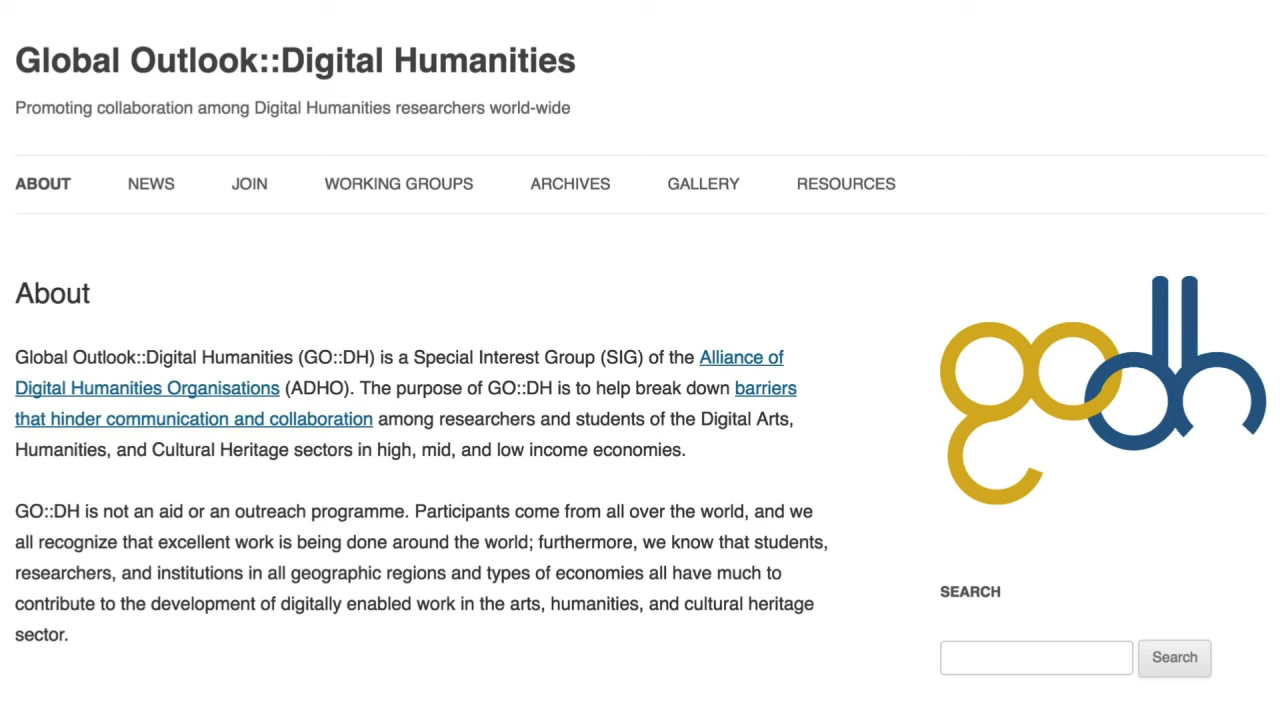 Global Outlook::Digital Humanities
Promoting collaboration among Digital Humanities researchers world-wide
ABOUT NEWS JOIN WORKING GROUPS ARCHIVES GALLERY RESOURCES
About
Global Outlook::Digital Humanities (GO::DH) is a Special Interest Group (SIG) of the Alliance of
Digital Humanities Organisations (ADHO). The purpose of GO::DH is to help break down barriers
that hinder communication and collaboration among researchers and students of the Digital Arts,
Humanities, and Cultural Heritage sectors in high, mid, and low income economies.
GO::DH is not an aid or an outreach programme. Participants come from all over the world, and we
all recognize that excellent work is being done around the world; furthermore, we know that students,
researchers, and institutions in all geographic regions and types of economies all have much to
contribute to the development of digitally enabled work in the arts, humanities, and cultural heritage
sector.
godh
SEARCH
Search